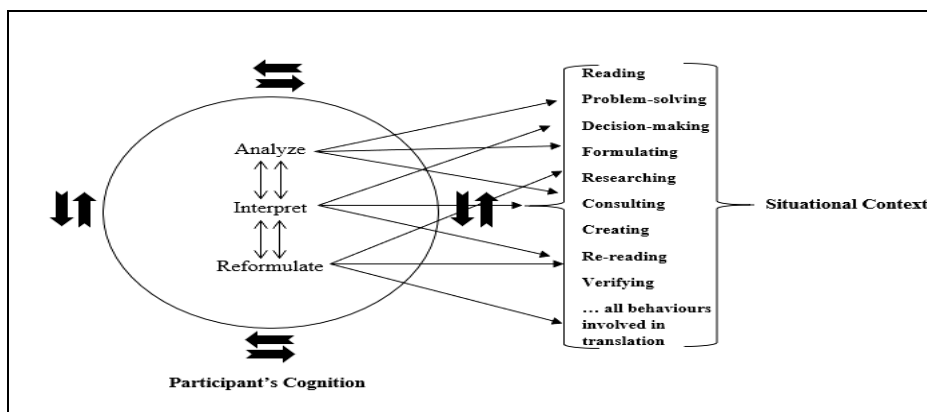 Analyze
Interpret
Reformulate
Participant’s Cognition
Reading
Problem-solving
Decision-making
Formulating
Researching
Consulting
Creating
Re-reading
Verifying
... all behaviours
involved in
translation
Situational Context